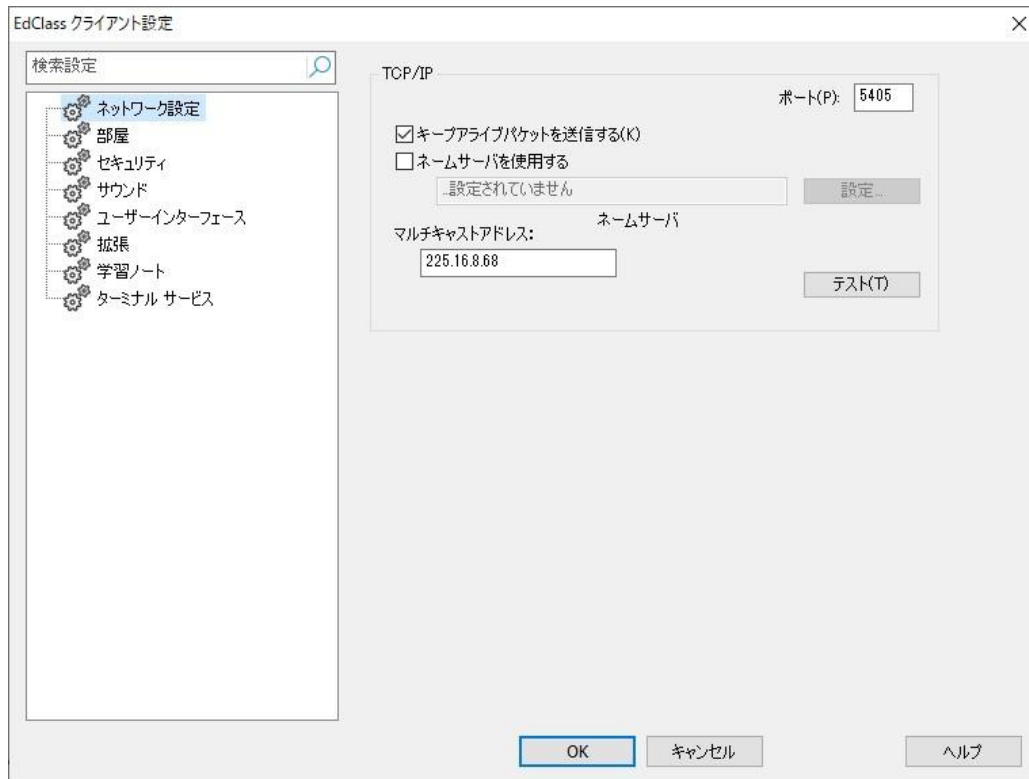 EdClass クライアント設定
検索設定
ネットワーク設定
部屋
セキュリティ
サウンド
ユーザーインターフェース
拡張
学習ノート
ターミナル サービス
TCP/IP
ポート(P): 5405
キープアライブパケットを送信する(K)
ネームサーバを使用する
..設定されていません
設定...
ネームサーバ
マルチキャストアドレス:
225.16.8.68
テスト(T)
OK
キャンセル
ヘルプ